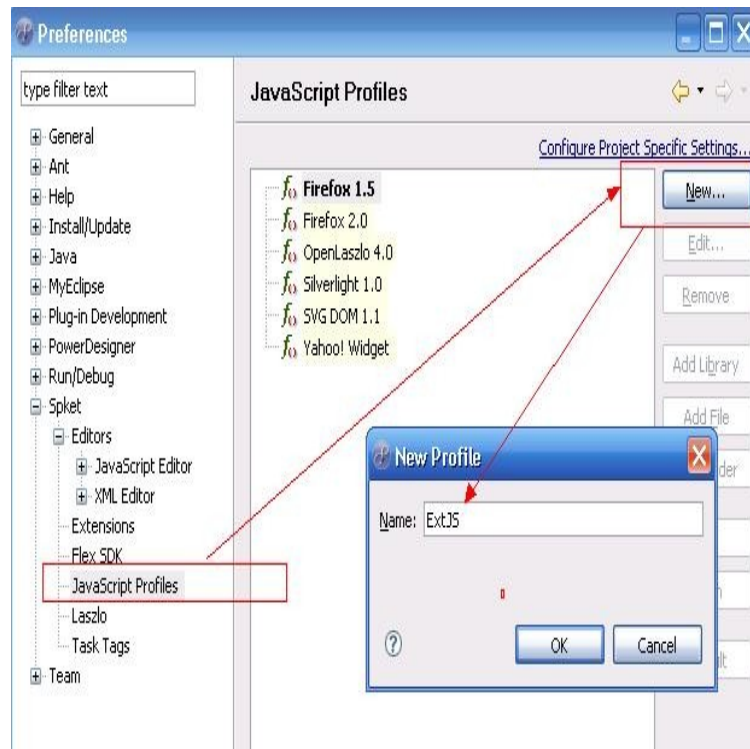 Preferences
type filter text
General
Ant
Help
Install/Update
Java
MyEclipse
Plug-in Development
PowerDesigner
Run/Debug
Spket
Editors
JavaScript Editor
XML Editor
Extensions
Flex SDK
JavaScript Profiles
Laszlo
Task Tags
Team
JavaScript Profiles
Configure Project Specific Settings...
Firefox 1.5
Firefox 2.0
OpenLaszlo 4.0
Silverlight 1.0
SVG DOM 1.1
Yahoo! Widget
New...
Edit...
Remove
Add Library
Add File
der
New Profile
Name: ExtJS
OK
Cancel